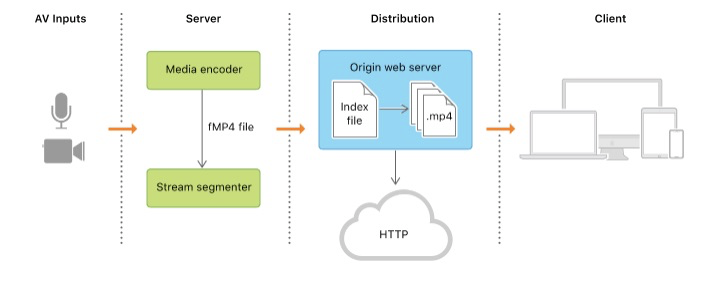 AV Inputs
Server
Distribution
Client
Media encoder
fMP4 file
Stream segmenter
Origin web server
Index
file
.mp4
HTTP